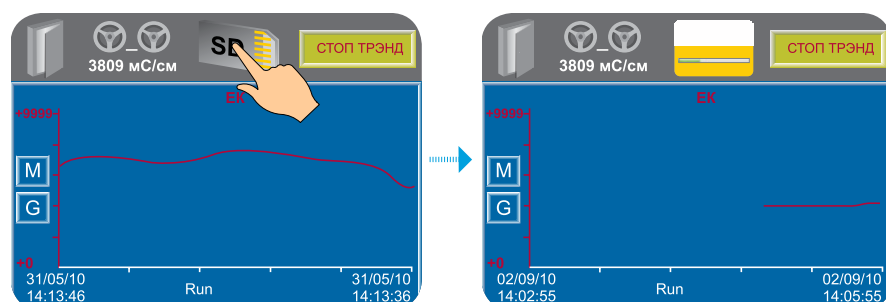 3809 мС/см
SD
СТОП ТРЭНД
ЕК
+9999
M
G
+0
31/05/10
14:13:46
Run
31/05/10
14:13:36
3809 мС/см
СТОП ТРЭНД
ЕК
+9999
M
G
+0
02/09/10
14:02:55
Run
02/09/10
14:05:55